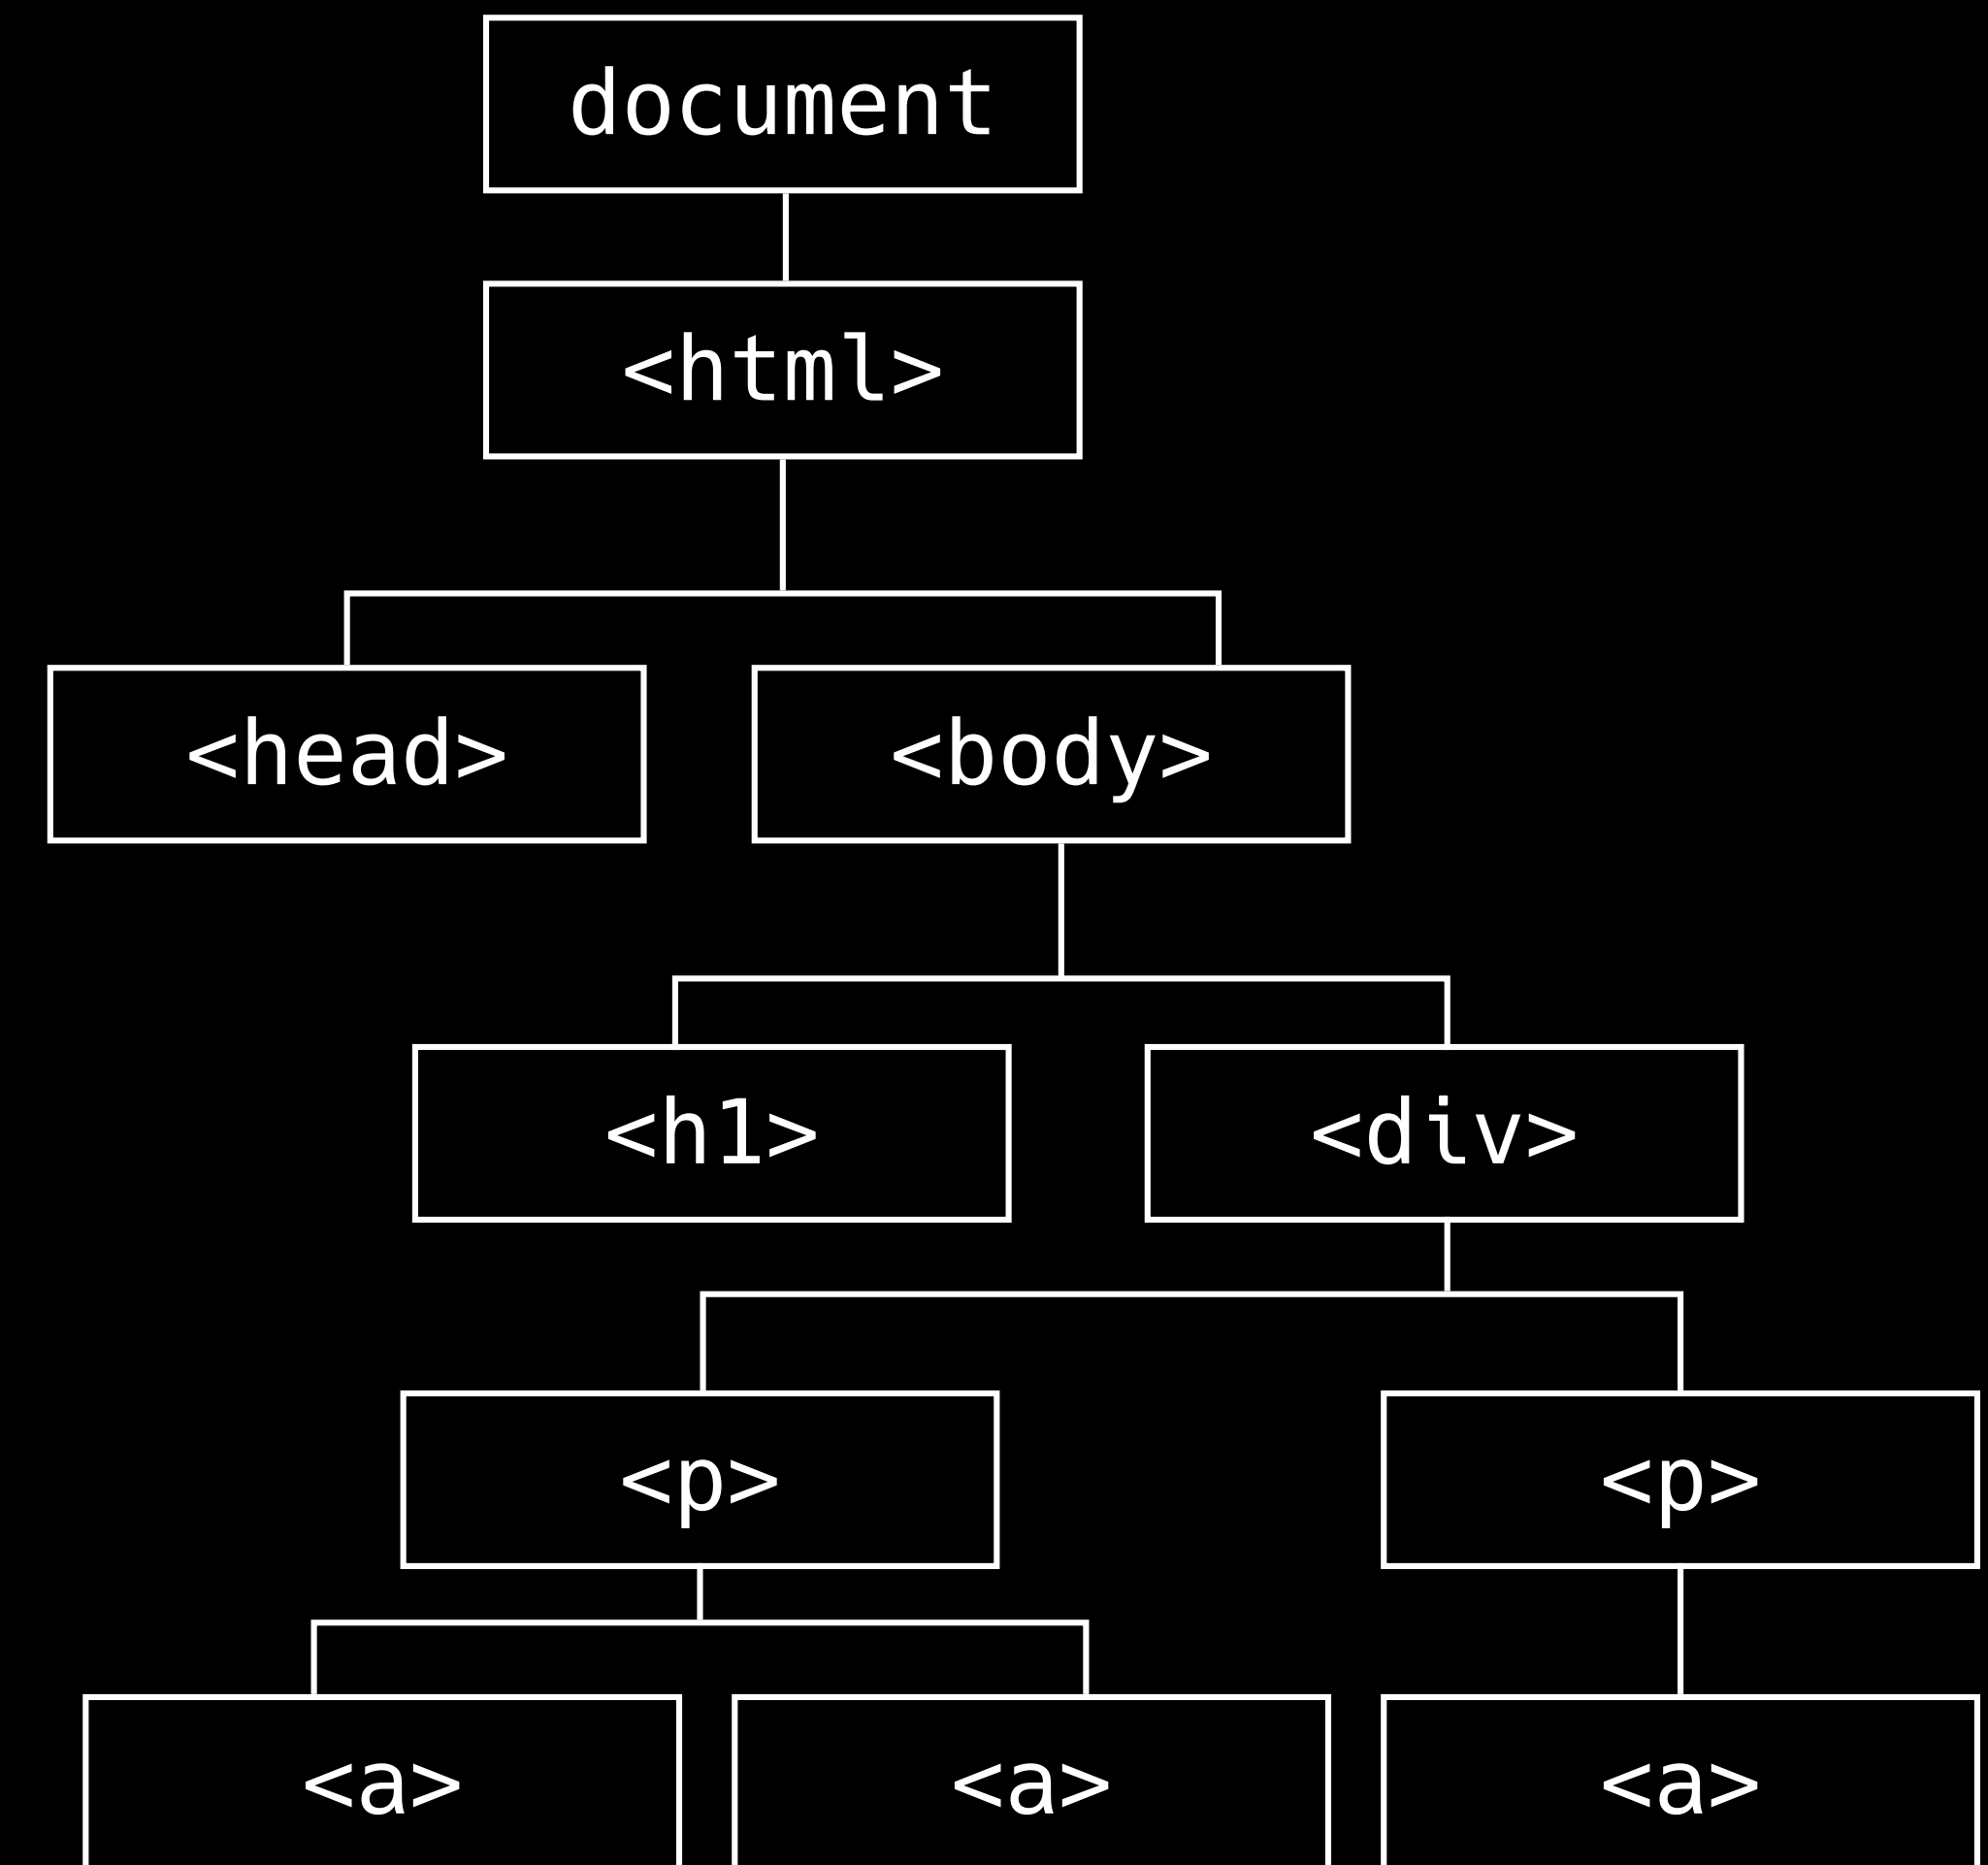 document
<html>
<head>
<body>
<h1>
<div>
<p>
<p>
<a>
<a>
<a>